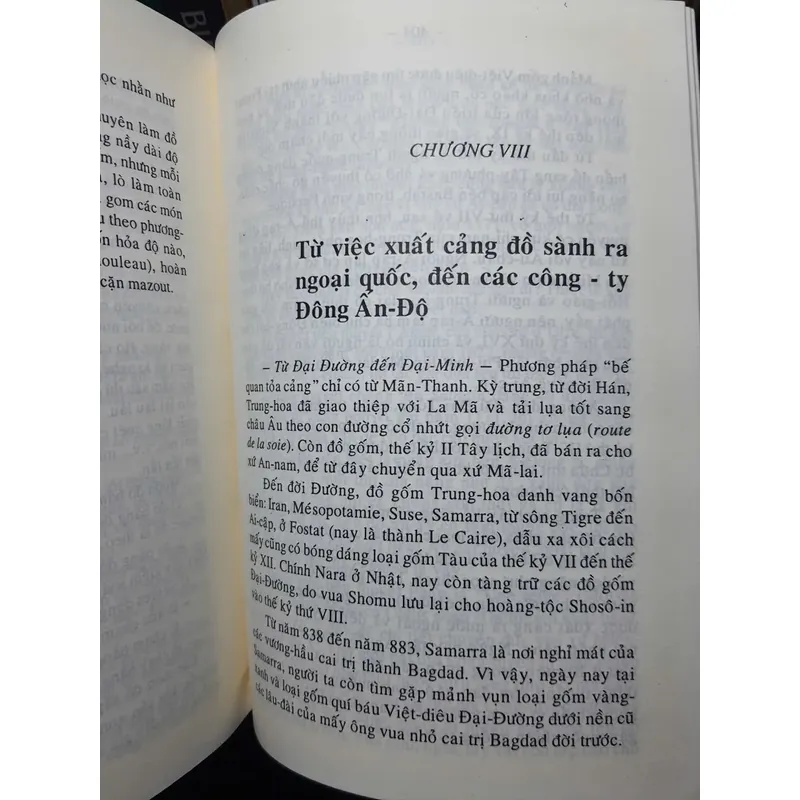 ọc nhằn như
uyên làm đồ
ng nầy dài độ
m, nhưng mỗi
, lò làm toàn
gom các món
u theo phương-
ốn hỏa độ nào,
ouleau), hoàn
cặn mazout.
CHƯƠNG VIII
Từ việc xuất cảng đồ sành ra
ngoại quốc, đến các công - ty
Đông Ấn-Độ
– Từ Đại Đường đến Đại-Minh — Phương pháp “bế
quan tỏa cảng” chỉ có từ Mãn-Thanh. Kỳ trung, từ đời Hán,
Trung-hoa đã giao thiệp với La Mã và tải lụa tốt sang
châu Âu theo con đường cổ nhứt gọi đường tơ lụa (route
de la soie). Còn đồ gốm, thế kỷ II Tây lịch, đã bán ra cho
xứ An-nam, để từ đây chuyển qua xứ Mã-lai.
Đến đời Đường, đồ gốm Trung-hoa danh vang bốn
biển: Iran, Mésopotamie, Suse, Samarra, từ sông Tigre đến
Ai-cập, ở Fostat (nay là thành Le Caire), dẫu xa xôi cách
mấy cũng có bóng dáng loại gốm Tàu của thế kỷ VII đến thế
kỷ XII. Chính Nara ở Nhật, nay còn tàng trữ các đồ gốm
Đại-Đường, do vua Shomu lưu lại cho hoàng-tộc Shosô-in
vào thế kỷ thứ VIII.
Từ năm 838 đến năm 883, Samarra là nơi nghỉ mát của
các vương-hầu cai trị thành Bagdad. Vì vậy, ngày nay tại
Samarra, người ta còn tìm gặp mảnh vụn loại gốm vàng-
xanh và loại gốm quí báu Việt-diêu Đại-Đường dưới nền cũ
các lâu-đài của mấy ông vua nhỏ cai trị Bagdad đời trước.